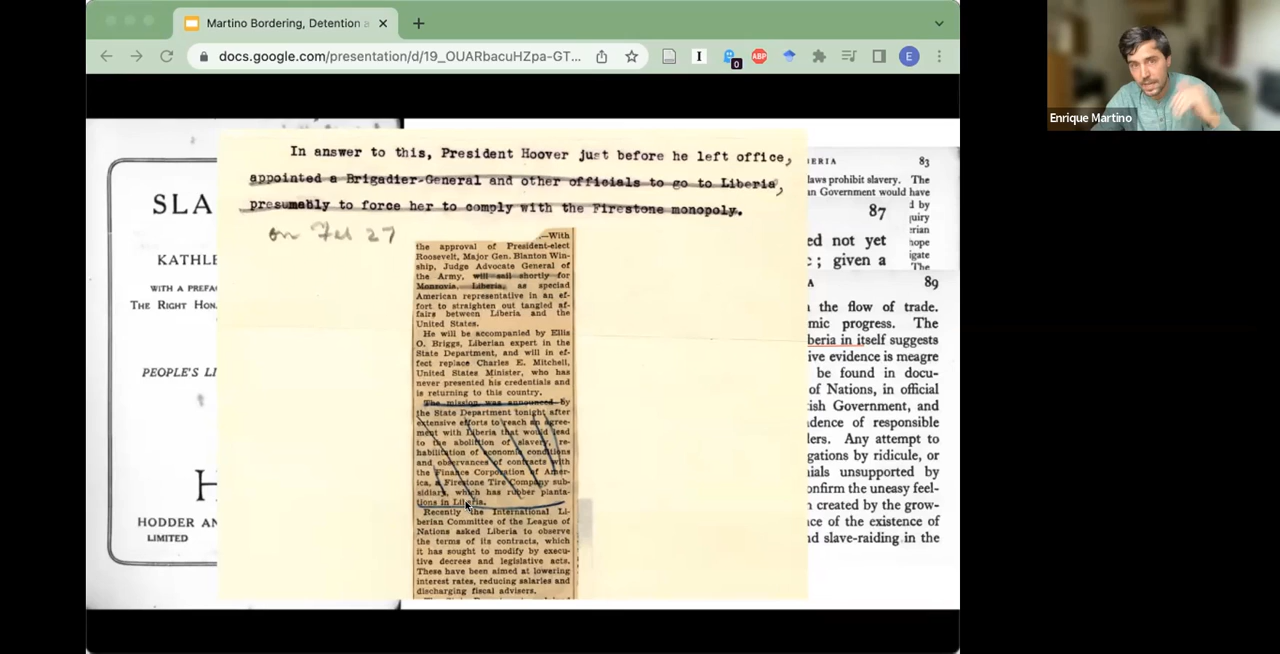 Martino Bordering, Detention a
docs.google.com/presentation/d/19_OUARbacuHZpa-GT...
0
ABP
E
Enrique Martino
SLA
KATHLE
WITH A PREFA
THE RIGHT HON.
PEOPLE'S LI
H
HODDER AN
LIMITED
In answer to this, President Hoover just before he left office,
appointed a Brigadier-General and other officials to go to Liberia,
presumably to force her to comply with the Firestone monopoly.
on Feb 27
—With
the approval of President-elect
Roosevelt, Major Gen. Blanton Win-
ship, Judge Advocate General of
the Army, will sail shortly for
Monrovia, Liberia, as special
American representative in an ef-
fort to straighten out tangled af-
fairs between Liberia and the
United States.
He will be accompanied by Ellis
O. Briggs, Liberian expert in the
State Department, and will in ef-
fect replace Charles E. Mitchell,
United States Minister, who has
never presented his credentials and
is returning to this country.
The mission was announced by
the State Department tonight after
extensive efforts to reach an agree-
ment with Liberia that would lead
to the abolition of slavery, re-
habilitation of economic conditions
and observances of contracts with
the Finance Corporation of Amer-
ica, a Firestone Tire Company sub-
sidiary, which has rubber planta-
tions in Liberia.
Recently the International Li-
berian Committee of the League of
Nations asked Liberia to observe
the terms of its contracts, which
it has sought to modify by execu-
tive decrees and legislative acts.
These have been aimed at lowering
interest rates, reducing salaries and
discharging fiscal advisers.
ERIA 83
laws prohibit slavery. The
an Government would have
87
ed not yet
; given a
d by
quiry
rian
hope
igate
The
A 89
the flow of trade.
mic progress. The
beria in itself suggests
ive evidence is meagre
be found in docu-
of Nations, in official
ish Government, and
dence of responsible
lers. Any attempt to
gations by ridicule, or
ials unsupported by
onfirm the uneasy feel-
created by the grow-
ce of the existence of
nd slave-raiding in the